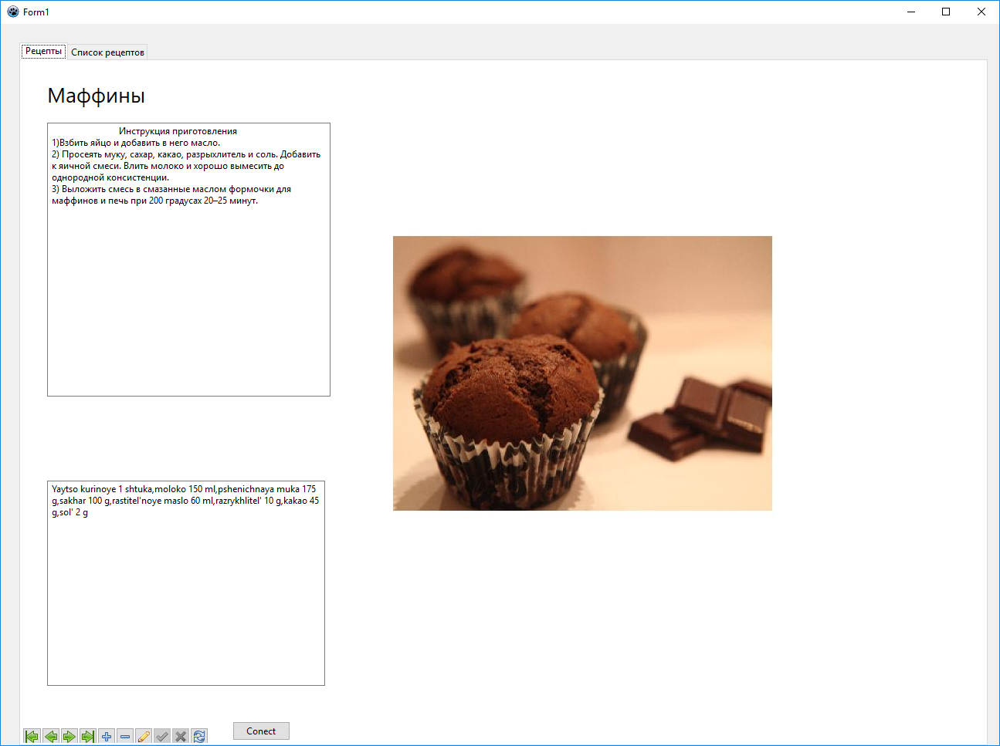 Form1
Рецепты
Список рецептов
Маффины
Инструкция приготовления
1)Взбить яйцо и добавить в него масло.
2) Просеять муку, сахар, какао, разрыхлитель и соль. Добавить
к яичной смеси. Влить молоко и хорошо вымесить до
однородной консистенции.
3) Выложить смесь в смазанные маслом формочки для
маффинов и печь при 200 градусах 20–25 минут.
Yaytso kurinoye 1 shtuka,moloko 150 ml,pshenichnaya muka 175
g,sakhar 100 g,rastitel'noye maslo 60 ml,razrykhlitel' 10 g,kakao 45
g,sol' 2 g
Conect